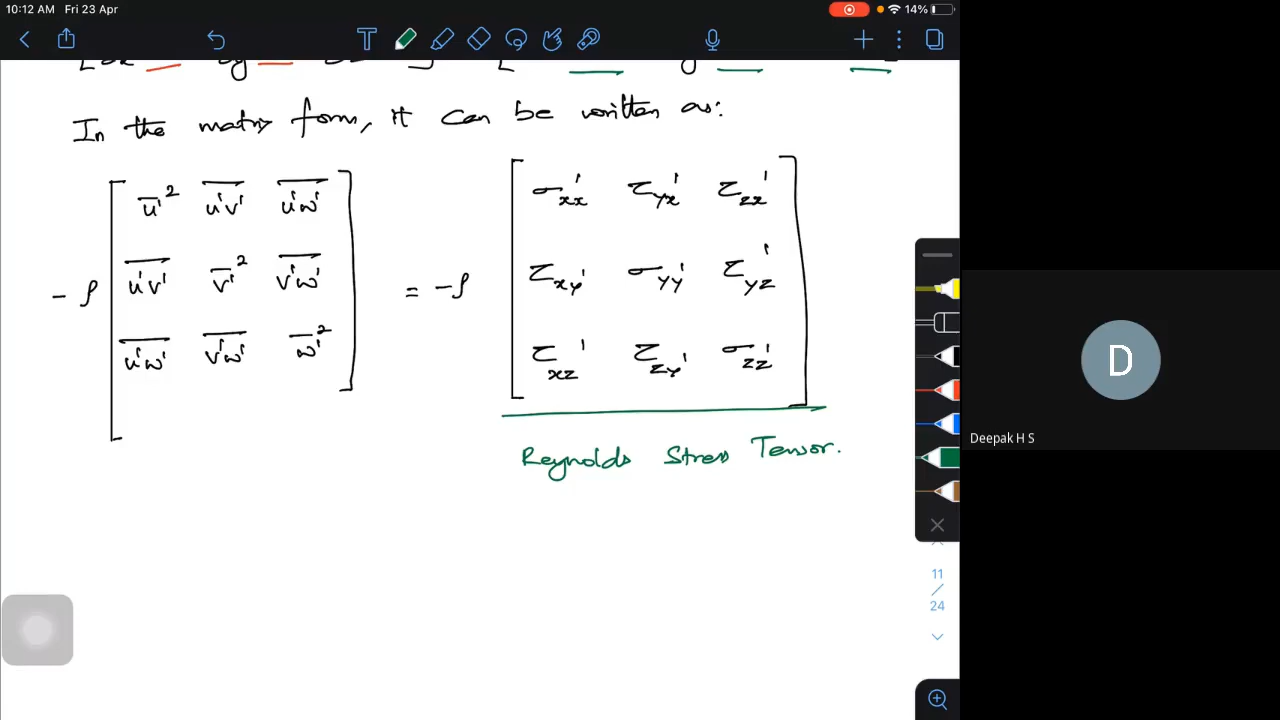 10:12 AM Fri 23 Apr 14%
In the matrix form, it can be written as:
- ρ [ u̅'² u'v'‾ u'w'‾ ; u'v'‾ v̅'² v'w'‾ ; u'w'‾ v'w'‾ w̅'² ] = - ρ [ σxx' τyx' τzx' ; τxy' σyy' τyz' ; τxz' τzy' σzz' ]
Reynolds Stress Tensor.
D
Deepak H S
11
/
24